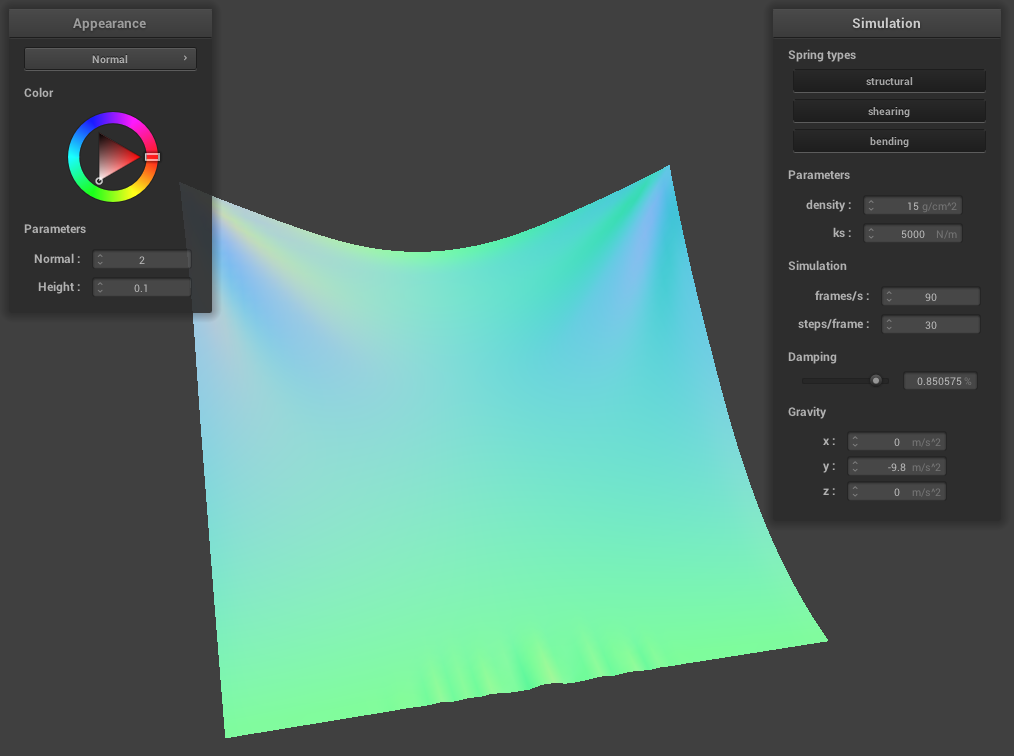 Appearance
Normal
Color
Parameters
Normal : 2
Height : 0.1
Simulation
Spring types
structural
shearing
bending
Parameters
density : 15 g/cm^2
ks : 5000 N/m
Simulation
frames/s : 90
steps/frame : 30
Damping
0.850575 %
Gravity
x : 0 m/s^2
y : -9.8 m/s^2
z : 0 m/s^2